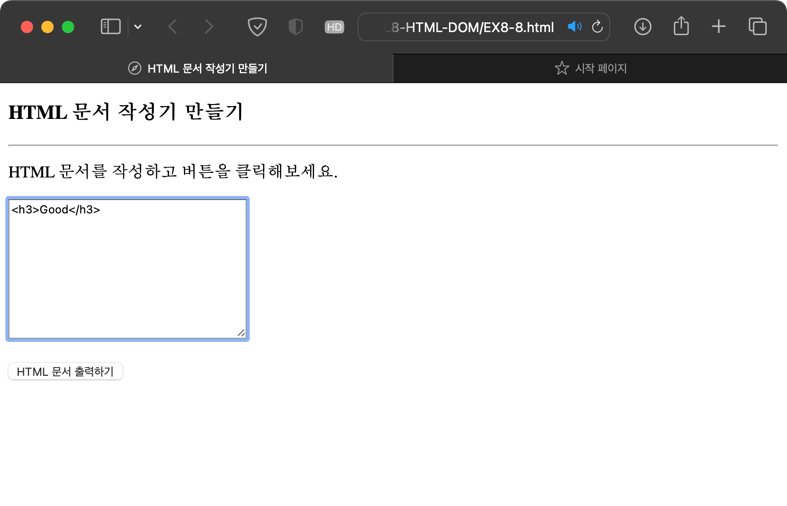 HD
8-HTML-DOM/EX8-8.html
HTML 문서 작성기 만들기
시작 페이지
HTML 문서 작성기 만들기
HTML 문서를 작성하고 버튼을 클릭해보세요.
<h3>Good</h3>
HTML 문서 출력하기